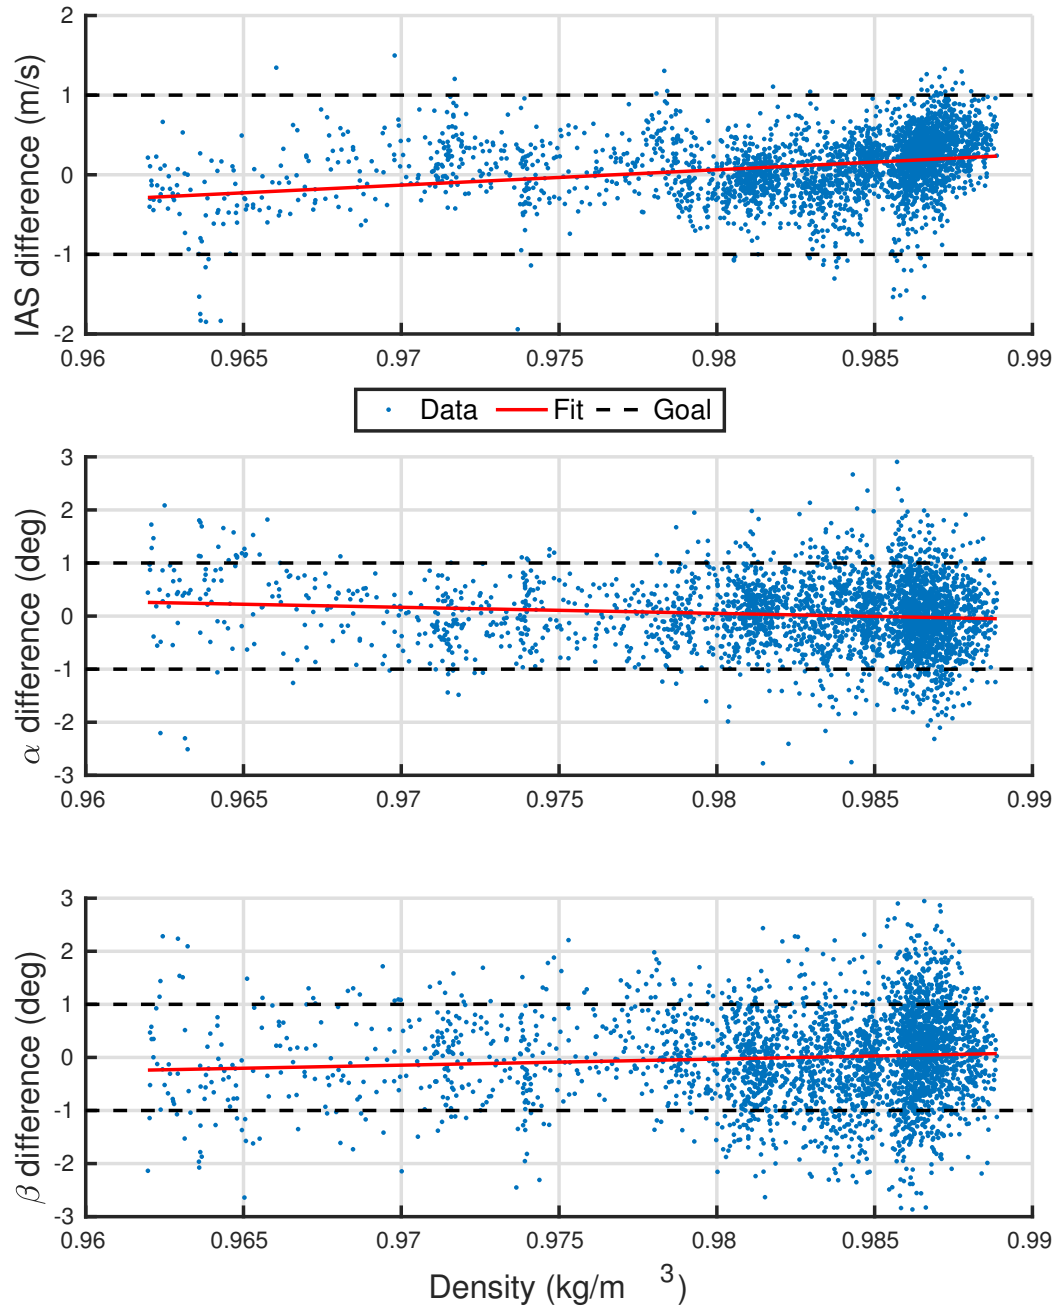 2
1
0
-1
-2
IAS difference (m/s)
0.96 0.965 0.97 0.975 0.98 0.985 0.99
Data Fit Goal
3
2
1
0
-1
-2
-3
α difference (deg)
0.96 0.965 0.97 0.975 0.98 0.985 0.99
3
2
1
0
-1
-2
-3
β difference (deg)
0.96 0.965 0.97 0.975 0.98 0.985 0.99
Density (kg/m ³)